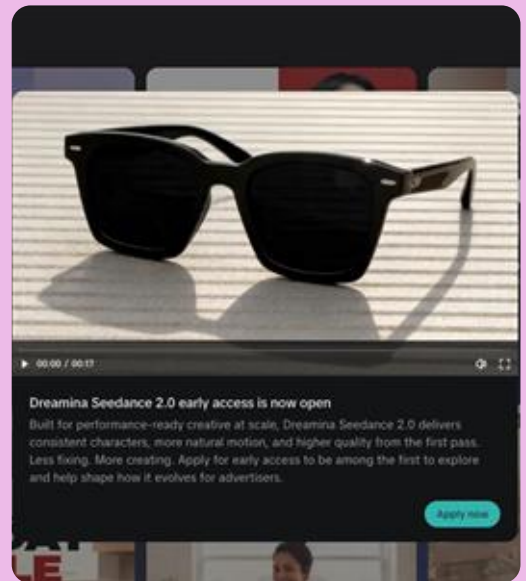 00:00 / 00:17
Dreamina Seedance 2.0 early access is now open
Built for performance-ready creative at scale, Dreamina Seedance 2.0 delivers
consistent characters, more natural motion, and higher quality from the first pass.
Less fixing. More creating. Apply for early access to be among the first to explore
and help shape how it evolves for advertisers.
Apply now
LE